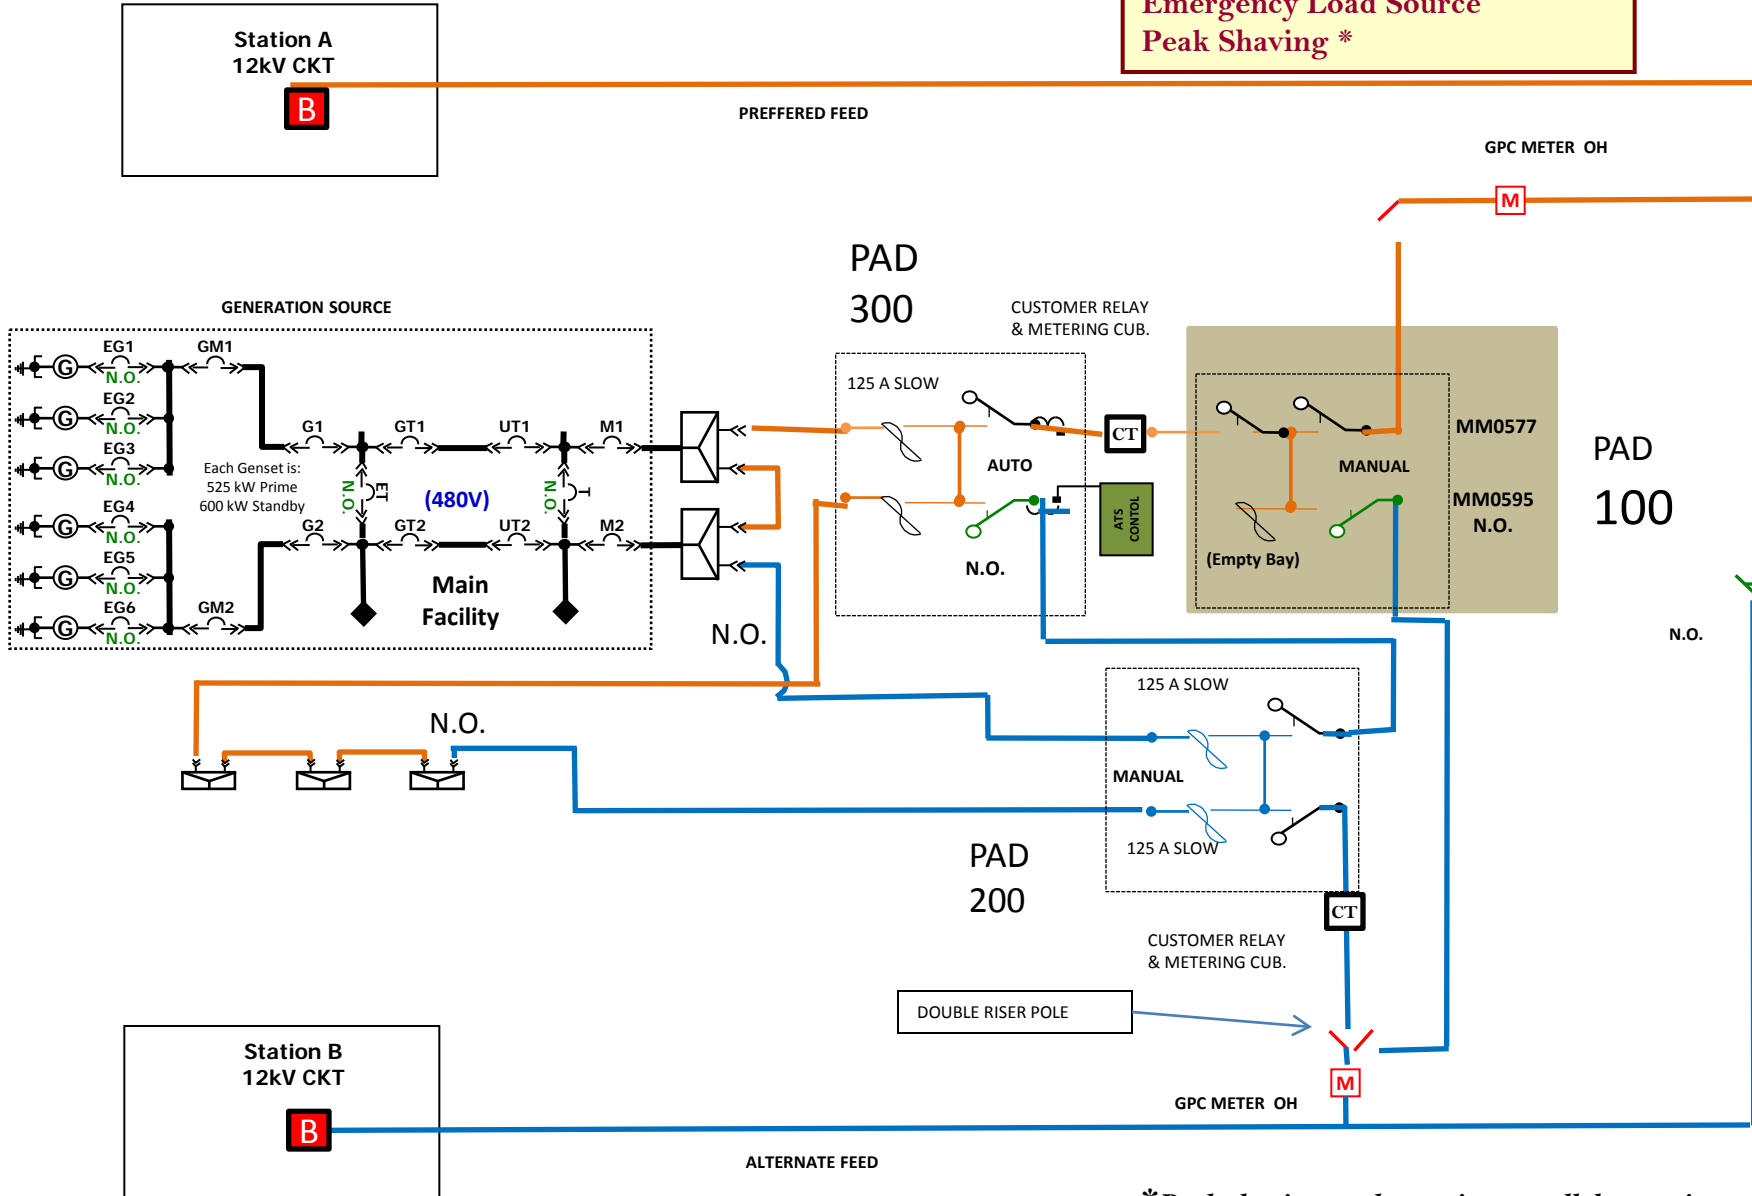 Emergency Load Source
Peak Shaving *
Station A
12kV CKT
B
PREFFERED FEED
GPC METER  OH
M
PAD
300
CUSTOMER RELAY
& METERING CUB.
GENERATION SOURCE
EG1
N.O.
G
GM1
EG2
N.O.
G
EG3
N.O.
G
Each Genset is:
525 kW Prime
600 kW Standby
EG4
N.O.
G
EG5
N.O.
G
EG6
N.O.
G
GM2
G1
GT1
UT1
M1
ET
N.O.
(480V)
N.O.
T
G2
GT2
UT2
M2
Main
Facility
125 A SLOW
AUTO
N.O.
CT
ATS
CONTOL
MM0577
MANUAL
MM0595
N.O.
(Empty Bay)
PAD
100
N.O.
N.O.
N.O.
125 A SLOW
MANUAL
125 A SLOW
PAD
200
CT
CUSTOMER RELAY
& METERING CUB.
DOUBLE RISER POLE
M
GPC METER  OH
Station B
12kV CKT
B
ALTERNATE FEED